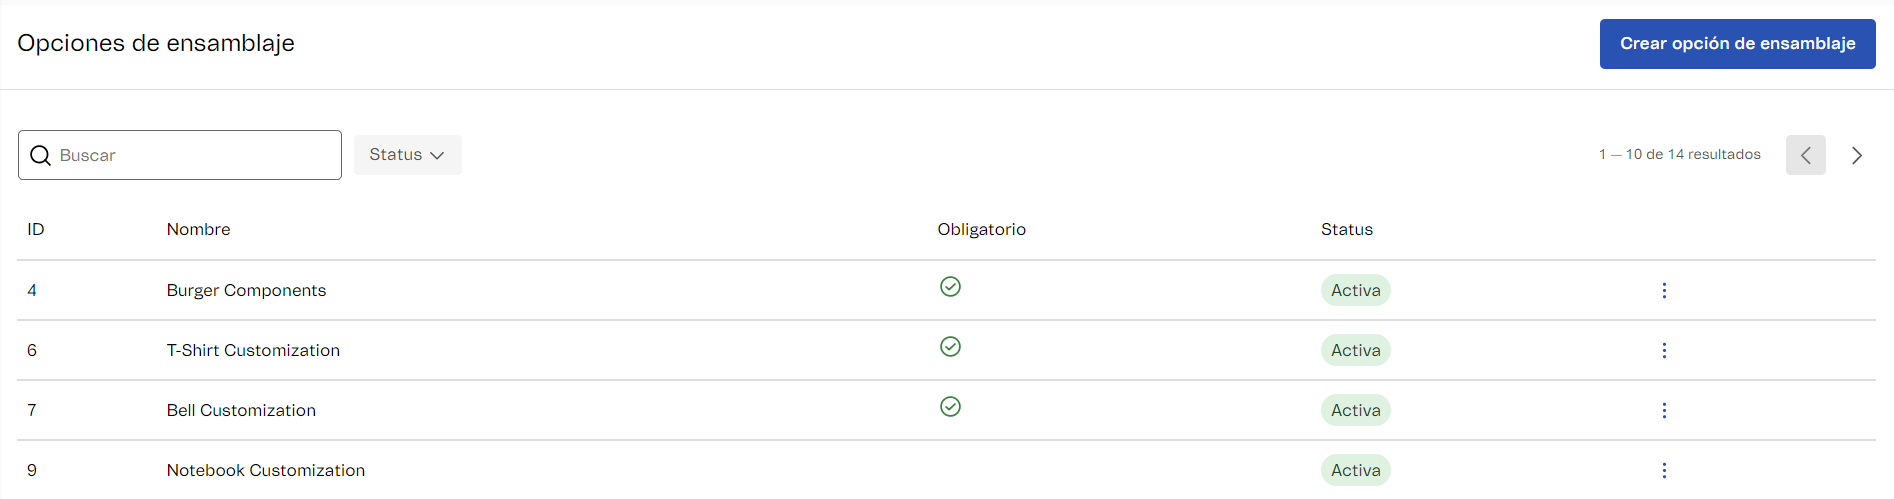 Opciones de ensamblaje
Crear opción de ensamblaje
Buscar
Status
1 — 10 de 14 resultados
ID Nombre Obligatorio Status
4 Burger Components Activa
6 T-Shirt Customization Activa
7 Bell Customization Activa
9 Notebook Customization Activa